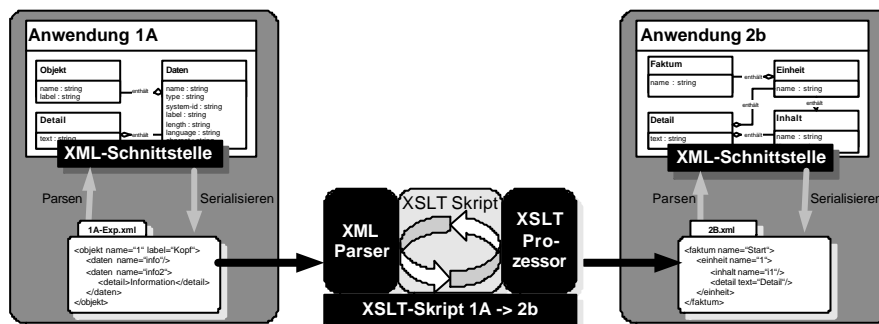 Anwendung 1A
Objekt
name : string
label : string
enthält
Daten
name : string
type : string
system-id : string
label : string
length : string
language : string
Detail
text : string
enthält
XML-Schnittstelle
Parsen
Serialisieren
1A-Exp.xml
<objekt name="1" label="Kopf">
<daten name="info"/>
<daten name="info2">
<detail>Information</detail>
</daten>
</objekt>
XML
Parser
XSLT Skript
XSLT
Pro-
zessor
XSLT-Skript 1A -> 2b
Anwendung 2b
Faktum
name : string
enthält
Einheit
name : string
enthält
enthält
Detail
text : string
enthält
Inhalt
name : string
XML-Schnittstelle
Parsen
Serialisieren
2B.xml
<faktum name="Start">
<einheit name="1">
<inhalt name="i1"/>
<detail text="Detail"/>
</einheit>
</faktum>